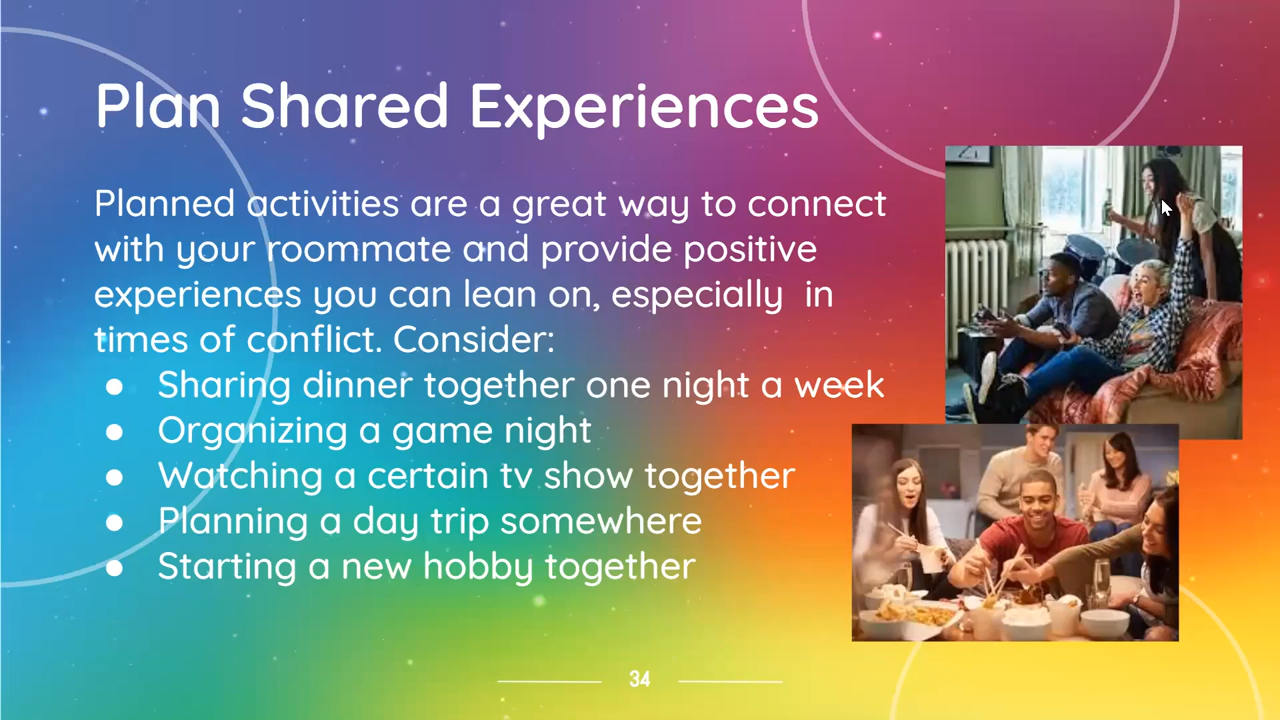 Plan Shared Experiences
Planned activities are a great way to connect
with your roommate and provide positive
experiences you can lean on, especially  in
times of conflict. Consider:
● Sharing dinner together one night a week
● Organizing a game night
● Watching a certain tv show together
● Planning a day trip somewhere
● Starting a new hobby together
34